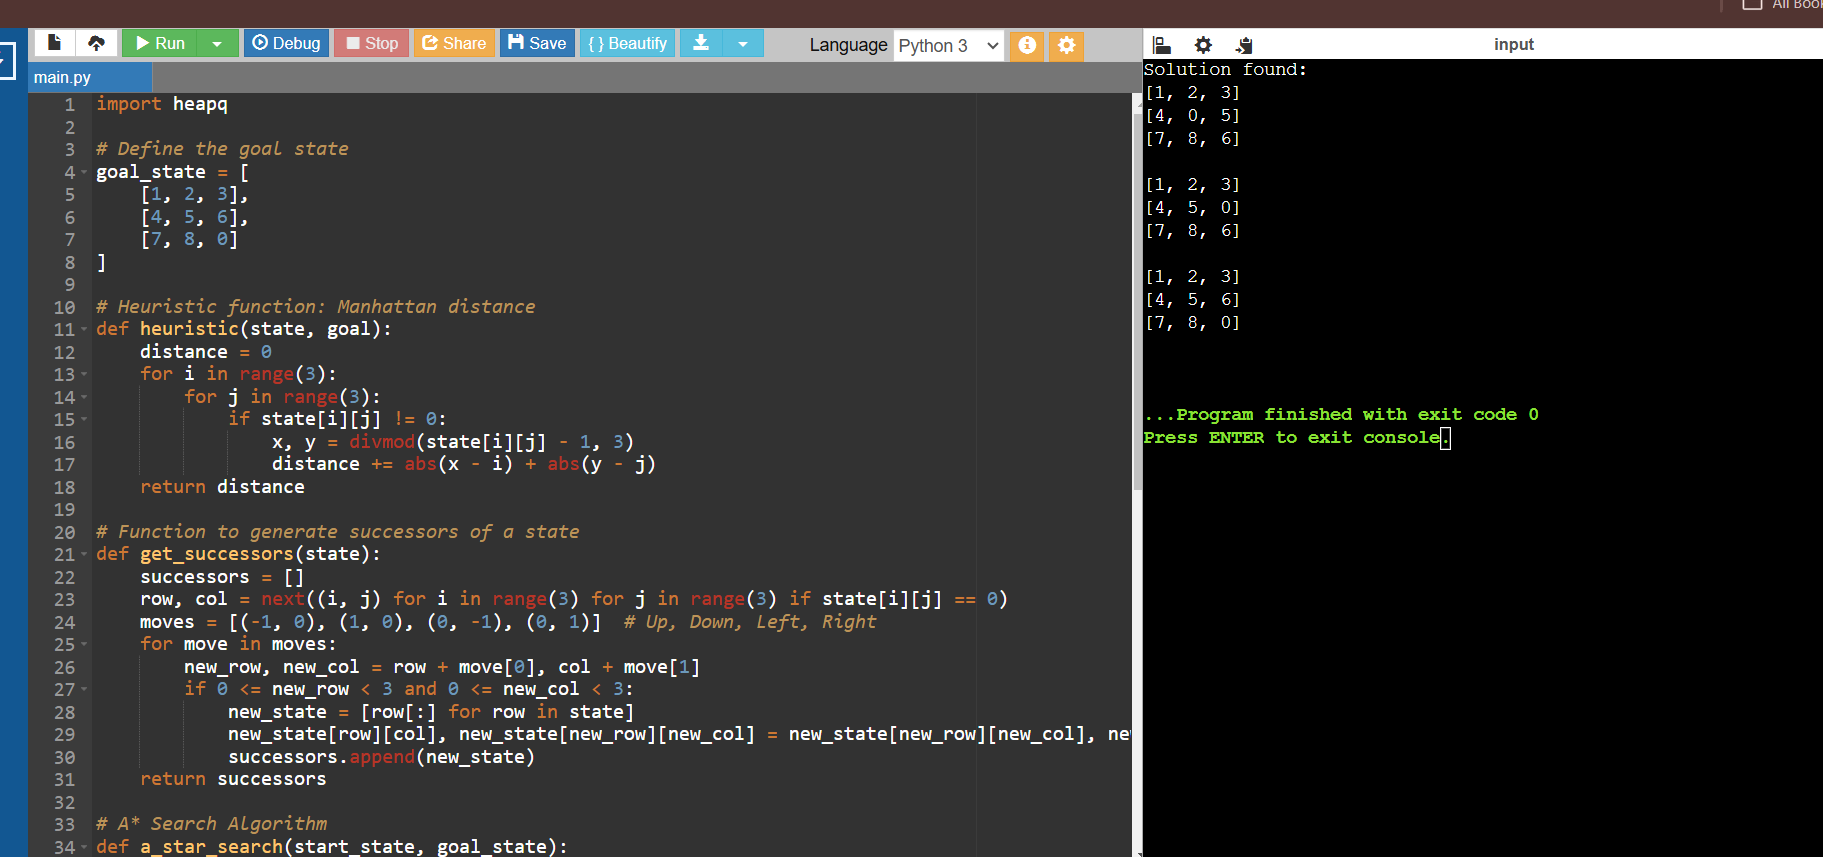 All Boo
Run
Debug
Stop
Share
Save
{ } Beautify
Language
Python 3
input
main.py
1 import heapq
2
3 # Define the goal state
4 goal_state = [
5     [1, 2, 3],
6     [4, 5, 6],
7     [7, 8, 0]
8 ]
9
10 # Heuristic function: Manhattan distance
11 def heuristic(state, goal):
12     distance = 0
13     for i in range(3):
14         for j in range(3):
15             if state[i][j] != 0:
16                 x, y = divmod(state[i][j] - 1, 3)
17                 distance += abs(x - i) + abs(y - j)
18     return distance
19
20 # Function to generate successors of a state
21 def get_successors(state):
22     successors = []
23     row, col = next((i, j) for i in range(3) for j in range(3) if state[i][j] == 0)
24     moves = [(-1, 0), (1, 0), (0, -1), (0, 1)]  # Up, Down, Left, Right
25     for move in moves:
26         new_row, new_col = row + move[0], col + move[1]
27         if 0 <= new_row < 3 and 0 <= new_col < 3:
28             new_state = [row[:] for row in state]
29             new_state[row][col], new_state[new_row][new_col] = new_state[new_row][new_col], ne
30             successors.append(new_state)
31     return successors
32
33 # A* Search Algorithm
34 def a_star_search(start_state, goal_state):
Solution found:
[1, 2, 3]
[4, 0, 5]
[7, 8, 6]
[1, 2, 3]
[4, 5, 0]
[7, 8, 6]
[1, 2, 3]
[4, 5, 6]
[7, 8, 0]
...Program finished with exit code 0
Press ENTER to exit console.